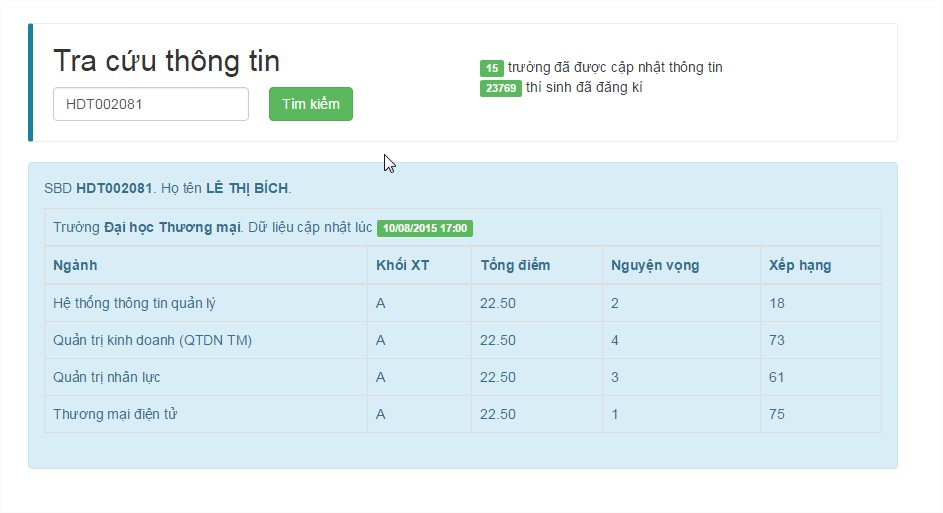 Tra cứu thông tin
HDT002081 Tìm kiếm
15 trường đã được cập nhật thông tin
23769 thí sinh đã đăng kí
SBD HDT002081. Họ tên LÊ THỊ BÍCH.
Trường Đại học Thương mại. Dữ liệu cập nhật lúc 10/08/2015 17:00
Ngành Khối XT Tổng điểm Nguyện vọng Xếp hạng
Hệ thống thông tin quản lý A 22.50 2 18
Quản trị kinh doanh (QTDN TM) A 22.50 4 73
Quản trị nhân lực A 22.50 3 61
Thương mại điện tử A 22.50 1 75